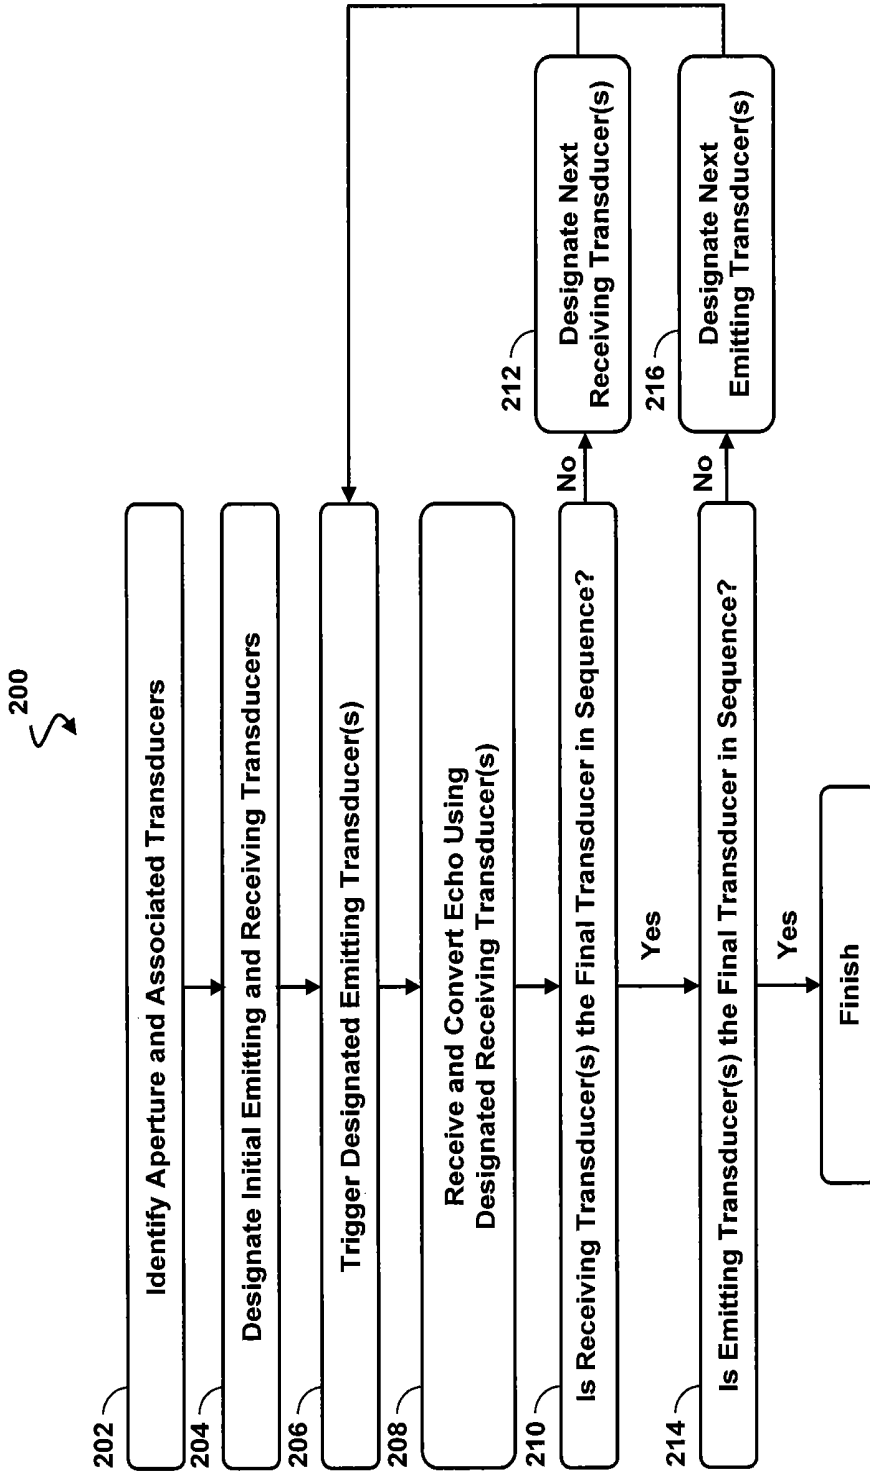 200
202
Identify Aperture and Associated Transducers
204
Designate Initial Emitting and Receiving Transducers
206
Trigger Designated Emitting Transducer(s)
208
Receive and Convert Echo Using
Designated Receiving Transducer(s)
210
Is Receiving Transducer(s) the Final Transducer in Sequence?
No
212
Designate Next
Receiving Transducer(s)
Yes
214
Is Emitting Transducer(s) the Final Transducer in Sequence?
No
216
Designate Next
Emitting Transducer(s)
Yes
Finish